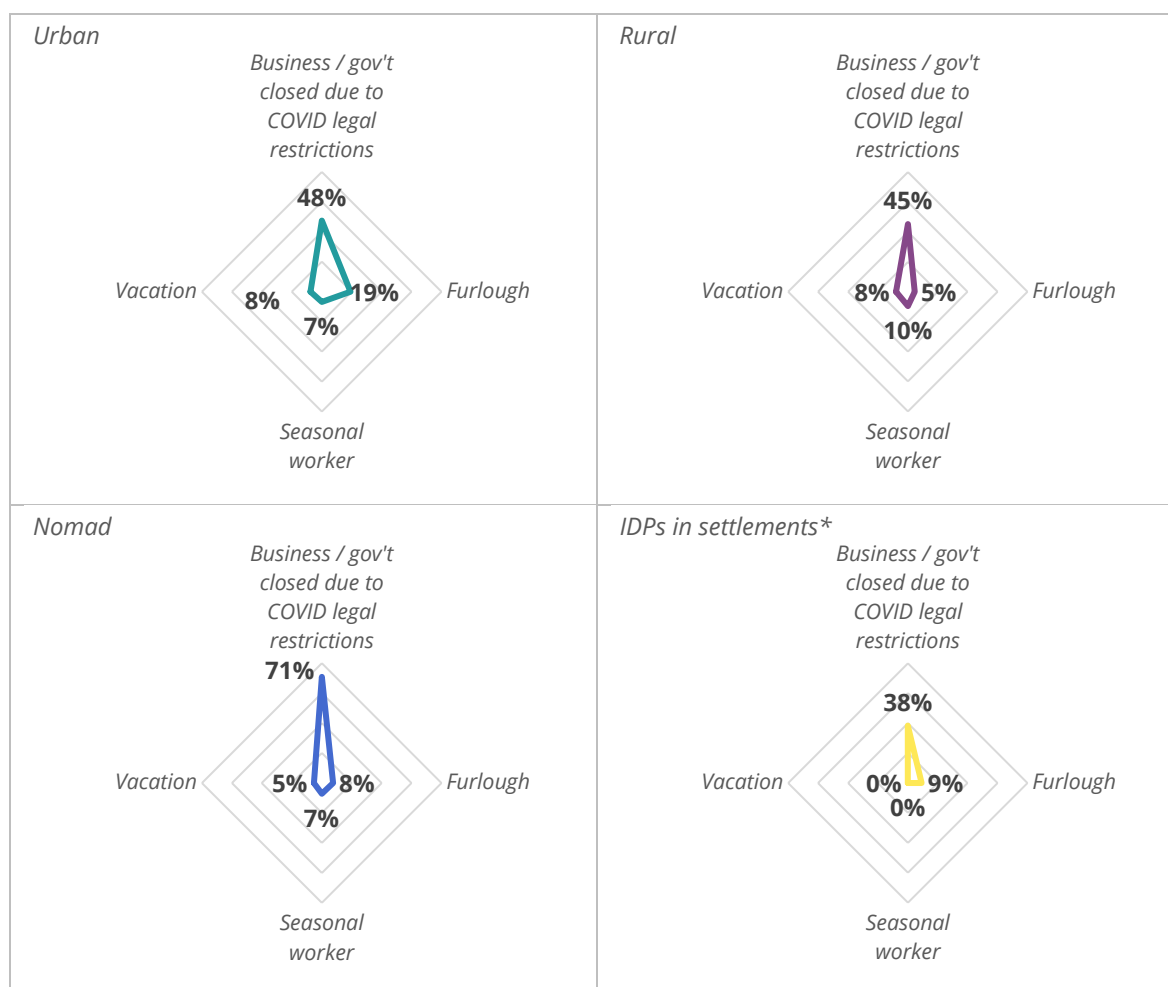 Urban
Business / gov't
closed due to
COVID legal
restrictions
48%
Vacation
8%
19%
Furlough
7%
Seasonal
worker
Rural
Business / gov't
closed due to
COVID legal
restrictions
45%
Vacation
8%
5%
Furlough
10%
Seasonal
worker
Nomad
Business / gov't
closed due to
COVID legal
restrictions
71%
Vacation
5%
8%
Furlough
7%
Seasonal
worker
IDPs in settlements*
Business / gov't
closed due to
COVID legal
restrictions
38%
Vacation
0%
9%
Furlough
0%
Seasonal
worker